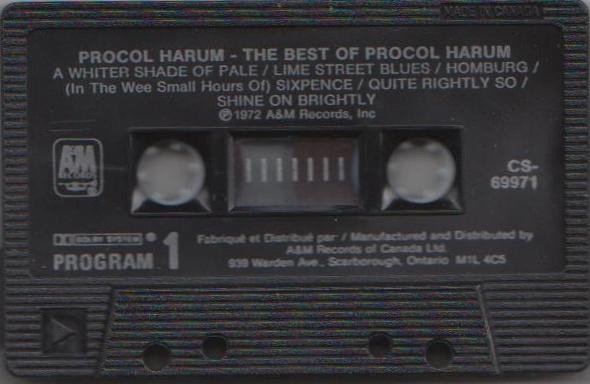 MADE IN CANADA
PROCOL HARUM - THE BEST OF PROCOL HARUM
A WHITER SHADE OF PALE / LIME STREET BLUES / HOMBURG /
(In The Wee Small Hours Of) SIXPENCE / QUITE RIGHTLY SO /
SHINE ON BRIGHTLY
℗1972 A&M Records, Inc
A&M
RECORDS
CS-
69971
DOLBY SYSTEM
PROGRAM 1
Fabriqué et Distribué par / Manufactured and Distributed by
A&M Records of Canada Ltd.
939 Warden Ave., Scarborough, Ontario M1L 4C5